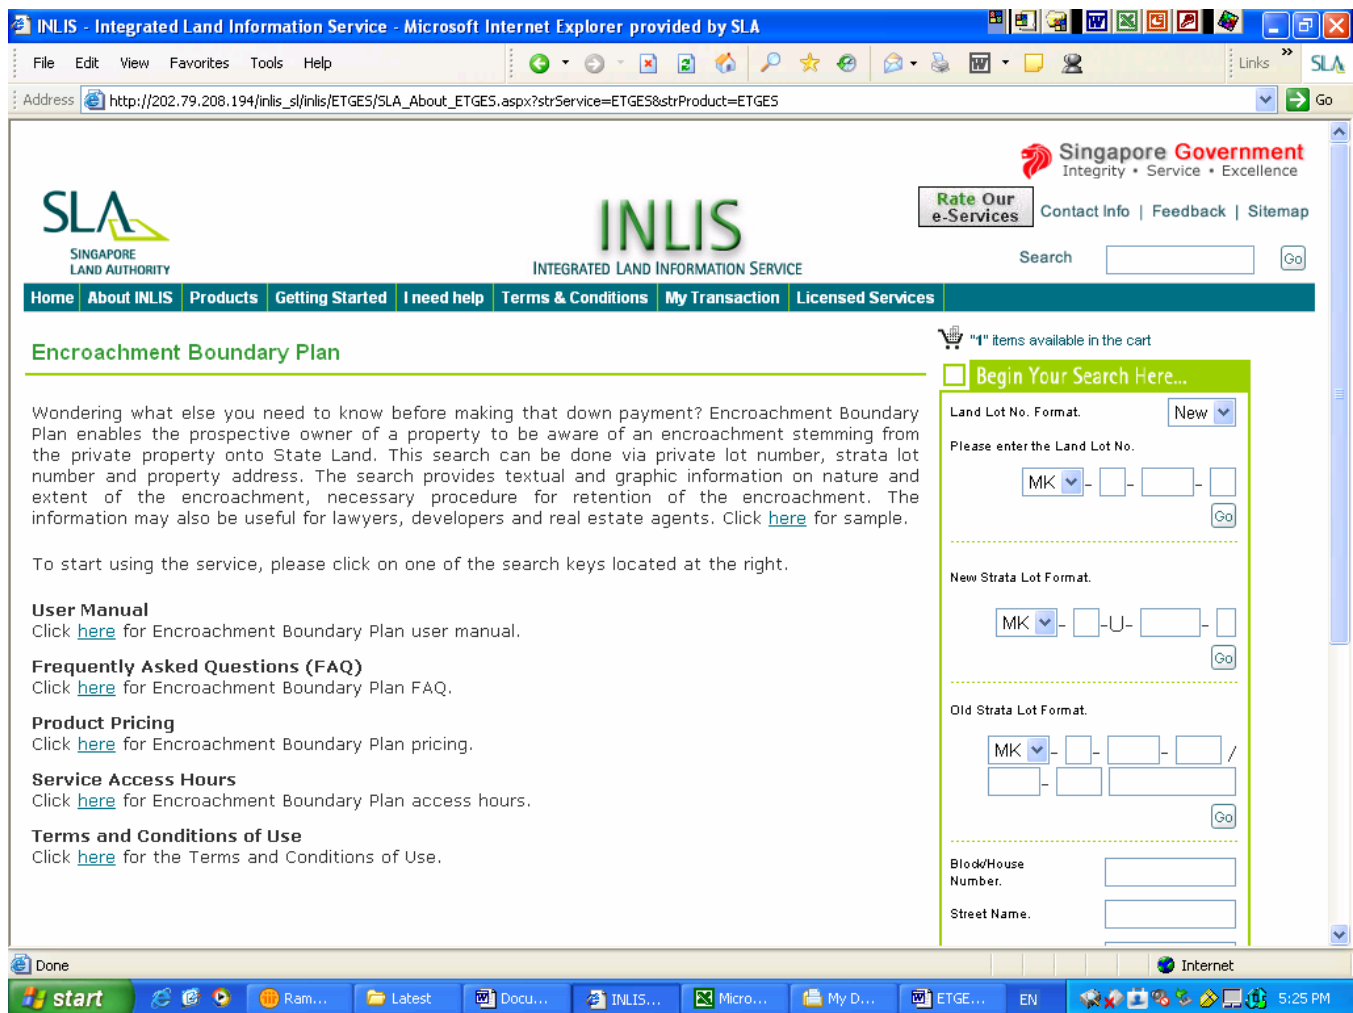 INLIS - Integrated Land Information Service - Microsoft Internet Explorer provided by SLA
File Edit View Favorites Tools Help
Links » SLA
Address http://202.79.208.194/inlis_sl/inlis/ETGES/SLA_About_ETGES.aspx?strService=ETGES&strProduct=ETGES Go
Singapore Government
Integrity • Service • Excellence
SLA
SINGAPORE
LAND AUTHORITY
INLIS
INTEGRATED LAND INFORMATION SERVICE
Rate Our
e-Services
Contact Info | Feedback | Sitemap
Search Go
Home About INLIS Products Getting Started I need help Terms & Conditions My Transaction Licensed Services
Encroachment Boundary Plan
Wondering what else you need to know before making that down payment? Encroachment Boundary
Plan enables the prospective owner of a property to be aware of an encroachment stemming from
the private property onto State Land. This search can be done via private lot number, strata lot
number and property address. The search provides textual and graphic information on nature and
extent of the encroachment, necessary procedure for retention of the encroachment. The
information may also be useful for lawyers, developers and real estate agents. Click here for sample.
To start using the service, please click on one of the search keys located at the right.
User Manual
Click here for Encroachment Boundary Plan user manual.
Frequently Asked Questions (FAQ)
Click here for Encroachment Boundary Plan FAQ.
Product Pricing
Click here for Encroachment Boundary Plan pricing.
Service Access Hours
Click here for Encroachment Boundary Plan access hours.
Terms and Conditions of Use
Click here for the Terms and Conditions of Use.
"1" items available in the cart
Begin Your Search Here...
Land Lot No. Format. New
Please enter the Land Lot No.
MK - - -
Go
New Strata Lot Format.
MK - -U- -
Go
Old Strata Lot Format.
MK - - - /
-
Go
Block/House
Number.
Street Name.
Done
Internet
start Ram... Latest Docu... INLIS... Micro... My D... ETGE... EN 5:25 PM